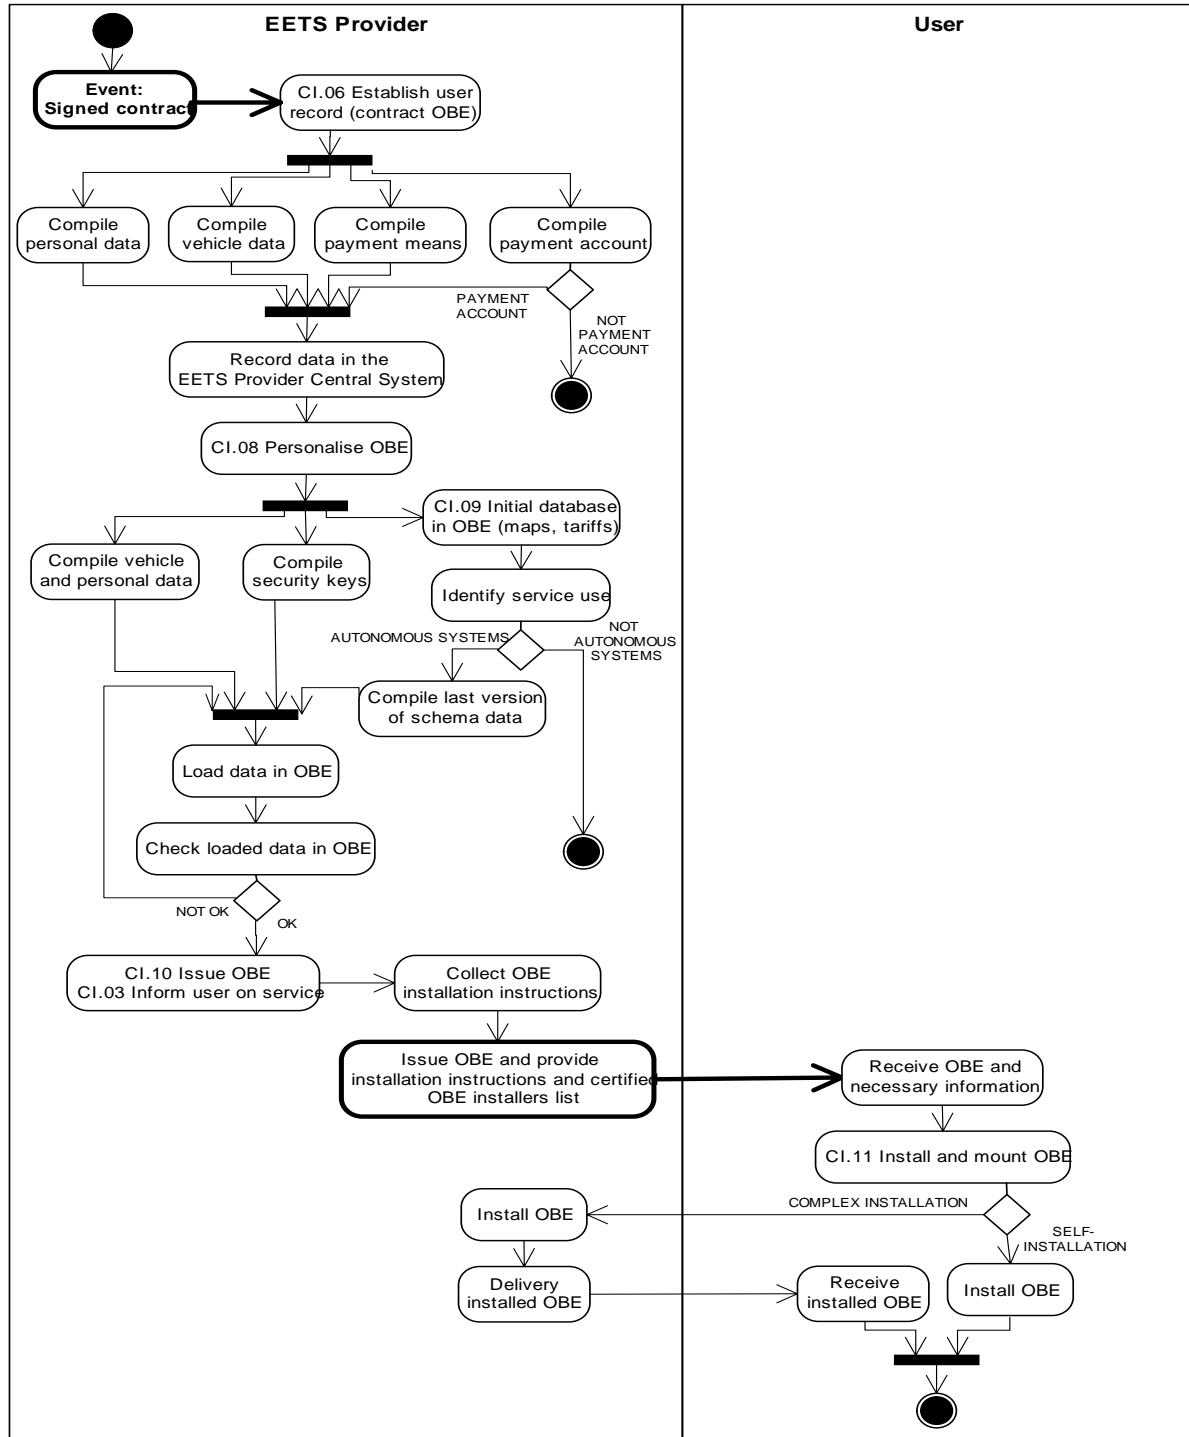 EETS Provider
User
Event:
Signed contract
CI.06 Establish user
record (contract OBE)
Compile
personal data
Compile
vehicle data
Compile
payment means
Compile
payment account
PAYMENT
ACCOUNT
NOT
PAYMENT
ACCOUNT
Record data in the
EETS Provider Central System
CI.08 Personalise OBE
CI.09 Initial database
in OBE (maps, tariffs)
Compile vehicle
and personal data
Compile
security keys
Identify service use
AUTONOMOUS SYSTEMS
NOT
AUTONOMOUS
SYSTEMS
Compile last version
of schema data
Load data in OBE
Check loaded data in OBE
NOT OK
OK
CI.10 Issue OBE
CI.03 Inform user on service
Collect OBE
installation instructions
Issue OBE and provide
installation instructions and certified
OBE installers list
Receive OBE and
necessary information
CI.11 Install and mount OBE
COMPLEX INSTALLATION
SELF-
INSTALLATION
Install OBE
Delivery
installed OBE
Receive
installed OBE
Install OBE